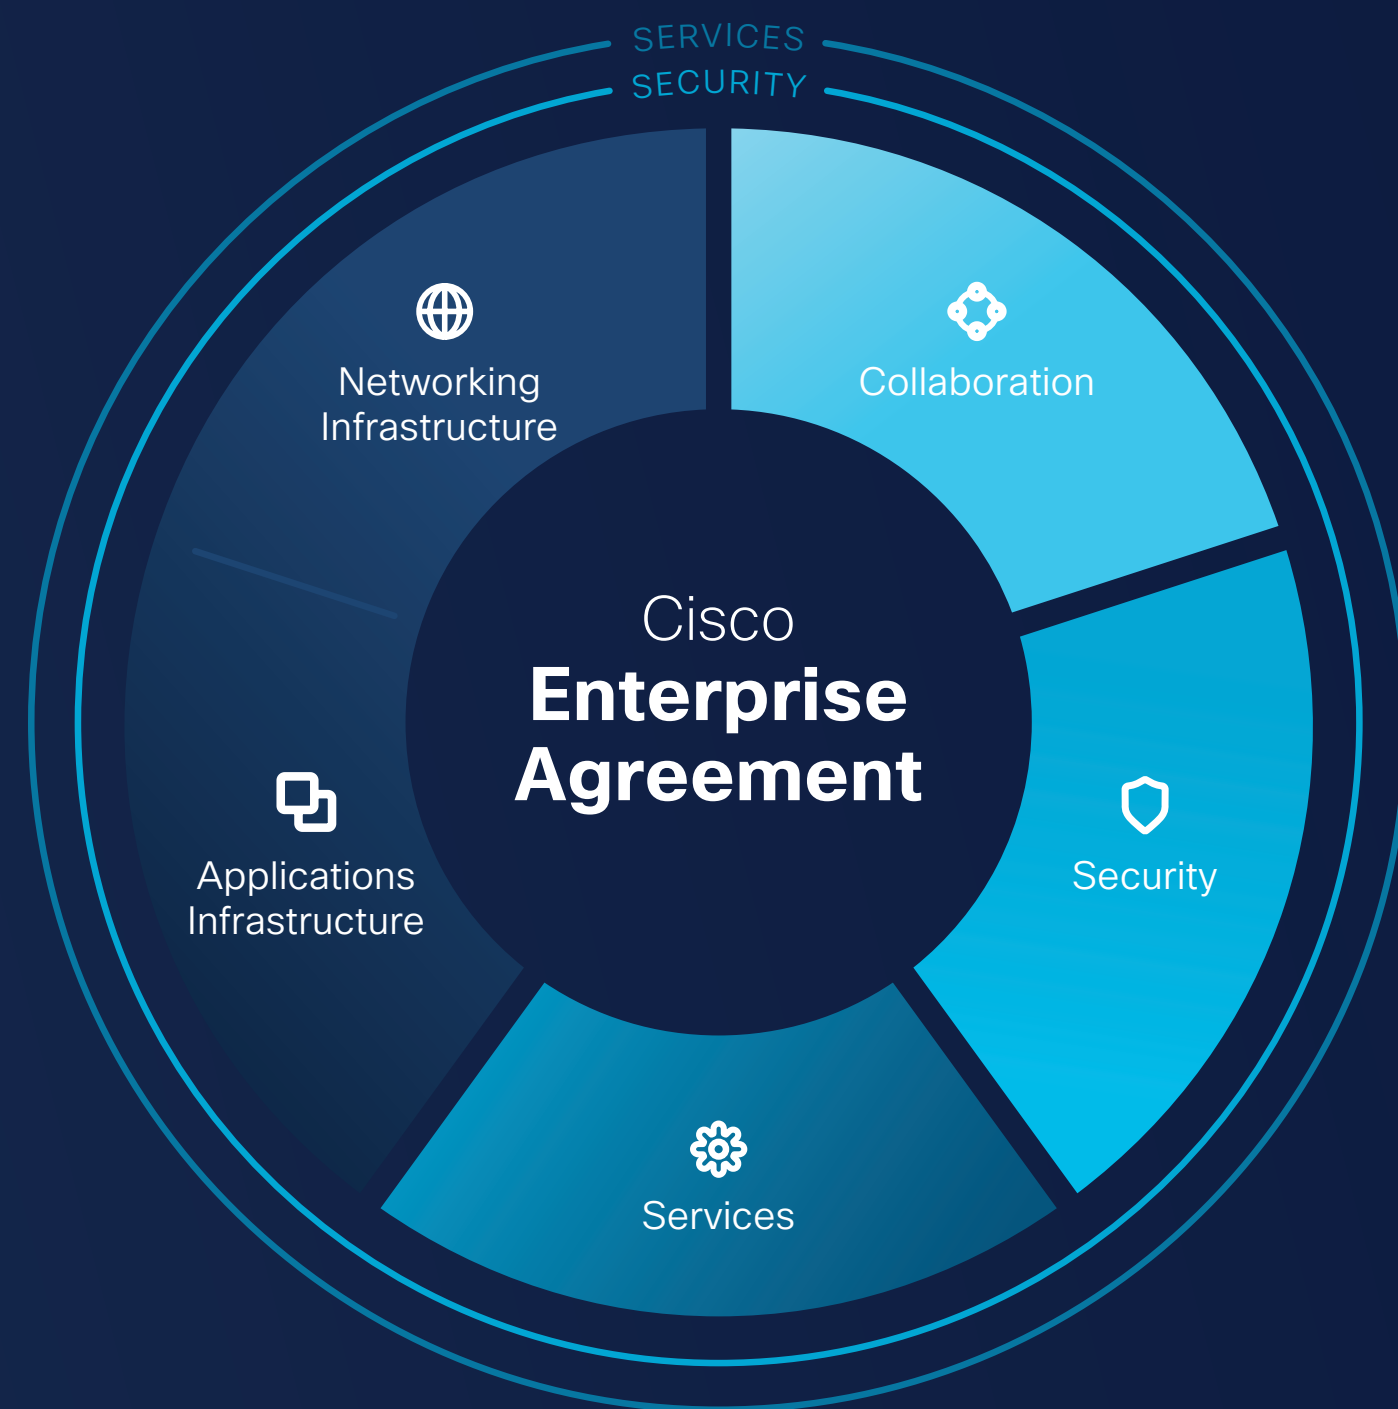 SERVICES
SECURITY
Networking
Infrastructure
Collaboration
Cisco
Enterprise
Agreement
Applications
Infrastructure
Security
Services